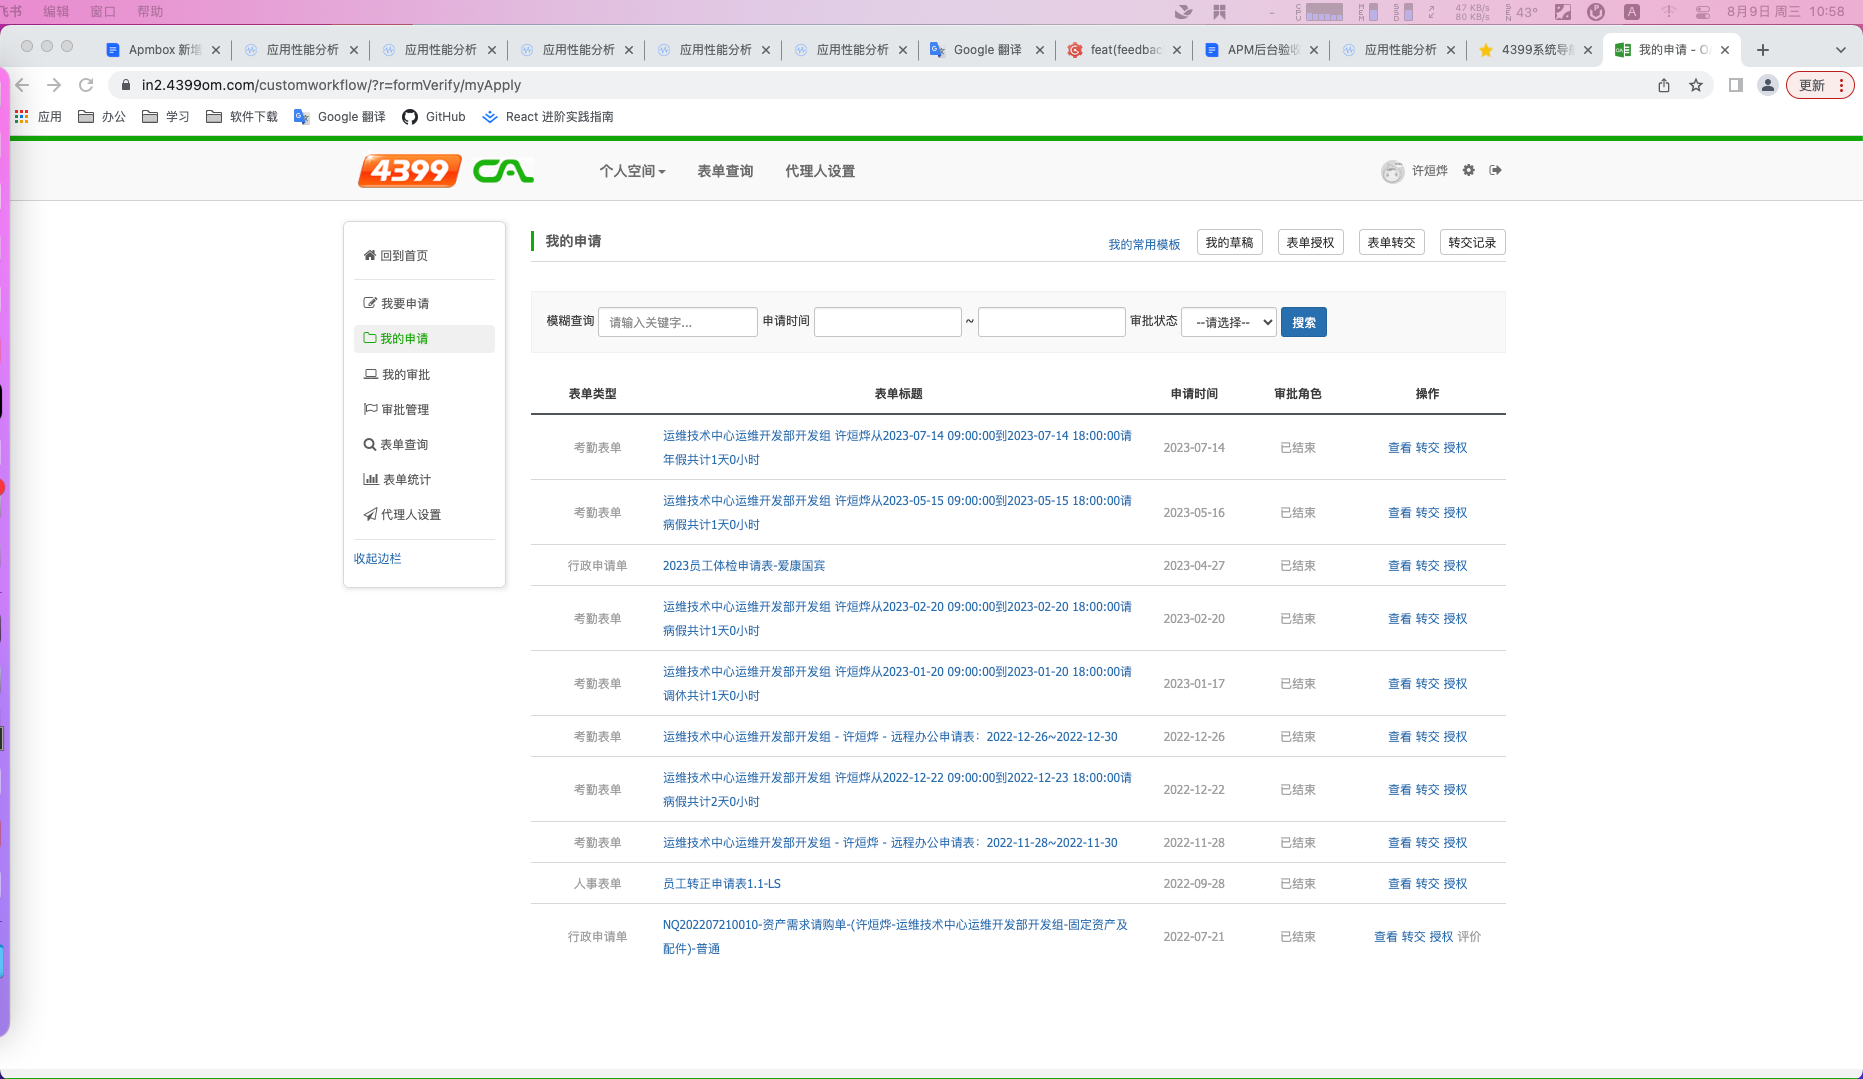 飞书 编辑 窗口 帮助 47 KB/s 80 KB/s 43° A 8月9日 周三 10:58
Apmbox 新增 应用性能分析 应用性能分析 应用性能分析 应用性能分析 应用性能分析 Google 翻译 feat(feedbac APM后台验收 应用性能分析 4399系统导航 我的申请 - OA
in2.4399om.com/customworkflow/?r=formVerify/myApply 更新
应用 办公 学习 软件下载 Google 翻译 GitHub React 进阶实践指南
4399 OA 个人空间 表单查询 代理人设置 许烜烨
回到首页
我要申请
我的申请
我的审批
审批管理
表单查询
表单统计
代理人设置
收起边栏
我的申请 我的常用模板 我的草稿 表单授权 表单转交 转交记录
模糊查询 请输入关键字... 申请时间 ~ 审批状态 --请选择-- 搜索
表单类型 表单标题 申请时间 审批角色 操作
考勤表单 运维技术中心运维开发部开发组 许烜烨从2023-07-14 09:00:00到2023-07-14 18:00:00请
年假共计1天0小时 2023-07-14 已结束 查看 转交 授权
考勤表单 运维技术中心运维开发部开发组 许烜烨从2023-05-15 09:00:00到2023-05-15 18:00:00请
病假共计1天0小时 2023-05-16 已结束 查看 转交 授权
行政申请单 2023员工体检申请表-爱康国宾 2023-04-27 已结束 查看 转交 授权
考勤表单 运维技术中心运维开发部开发组 许烜烨从2023-02-20 09:00:00到2023-02-20 18:00:00请
病假共计1天0小时 2023-02-20 已结束 查看 转交 授权
考勤表单 运维技术中心运维开发部开发组 许烜烨从2023-01-20 09:00:00到2023-01-20 18:00:00请
调休共计1天0小时 2023-01-17 已结束 查看 转交 授权
考勤表单 运维技术中心运维开发部开发组 - 许烜烨 - 远程办公申请表：2022-12-26~2022-12-30 2022-12-26 已结束 查看 转交 授权
考勤表单 运维技术中心运维开发部开发组 许烜烨从2022-12-22 09:00:00到2022-12-23 18:00:00请
病假共计2天0小时 2022-12-22 已结束 查看 转交 授权
考勤表单 运维技术中心运维开发部开发组 - 许烜烨 - 远程办公申请表：2022-11-28~2022-11-30 2022-11-28 已结束 查看 转交 授权
人事表单 员工转正申请表1.1-LS 2022-09-28 已结束 查看 转交 授权
行政申请单 NQ202207210010-资产需求请购单-(许烜烨-运维技术中心运维开发部开发组-固定资产及
配件)-普通 2022-07-21 已结束 查看 转交 授权 评价